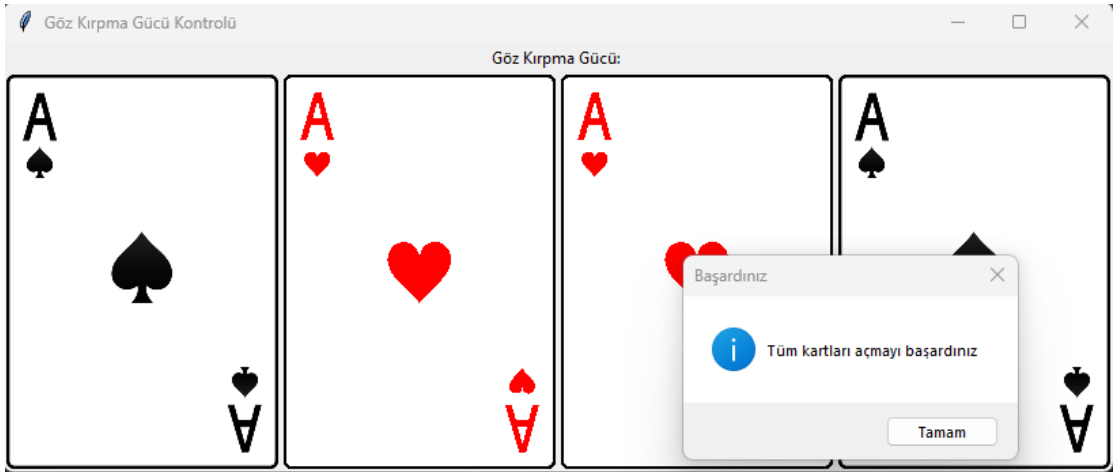 Göz Kırpma Gücü Kontrolü
Göz Kırpma Gücü:
A
A
A
A
Başardınız
Tüm kartları açmayı başardınız
A
A
A
Tamam